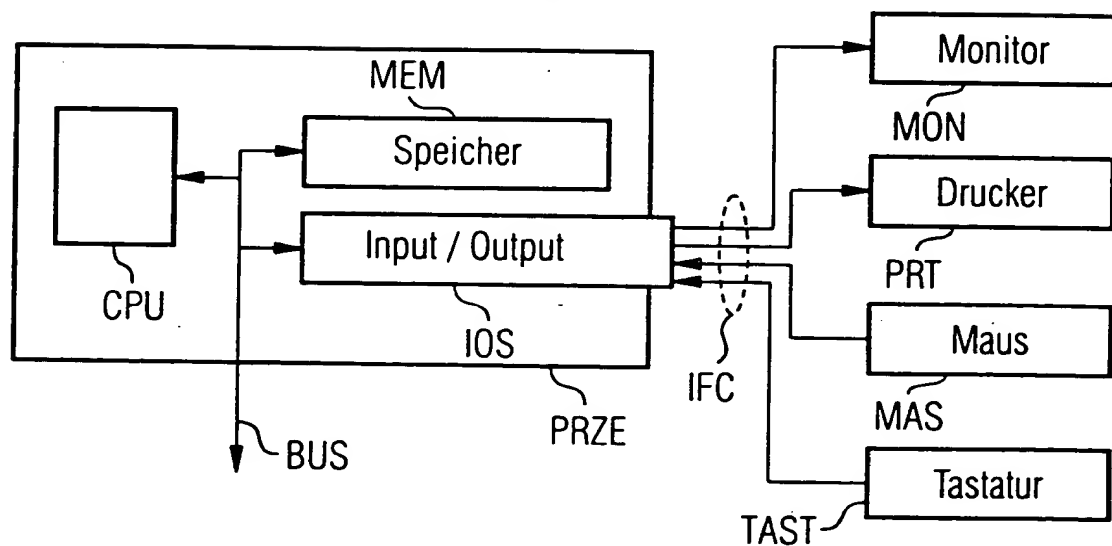 Monitor
MEM
MON
Speicher
Drucker
Input / Output
PRT
CPU
IOS
Maus
IFC
PRZE
MAS
BUS
Tastatur
TAST